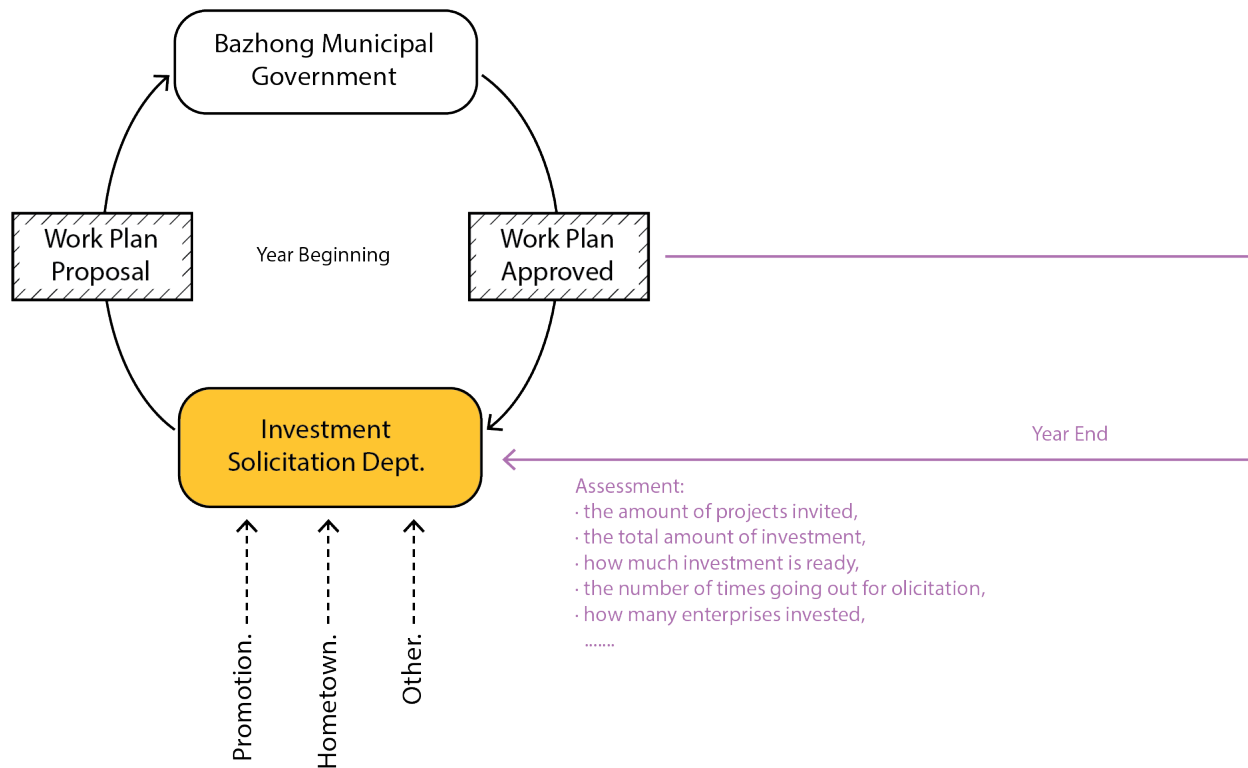 Bazhong Municipal
Government
Work Plan
Proposal
Year Beginning
Work Plan
Approved
Investment
Solicitation Dept.
Year End
Assessment:
· the amount of projects invited,
· the total amount of investment,
· how much investment is ready,
· the number of times going out for olicitation,
· how many enterprises invested,
.......
Promotion.
Hometown.
Other.